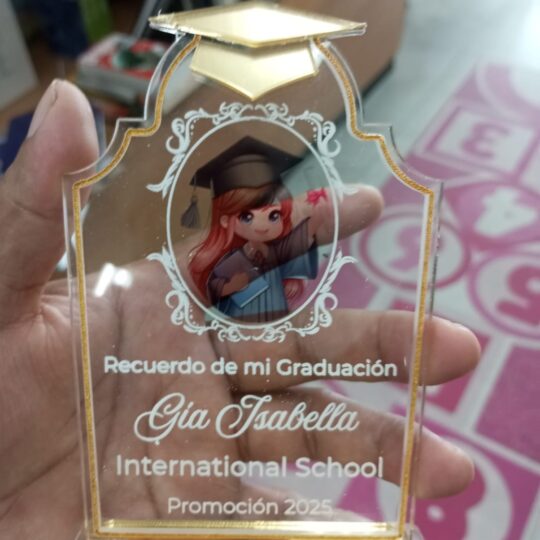 Recuerdo de mi Graduación
Gia Isabella
International School
Promoción 2025